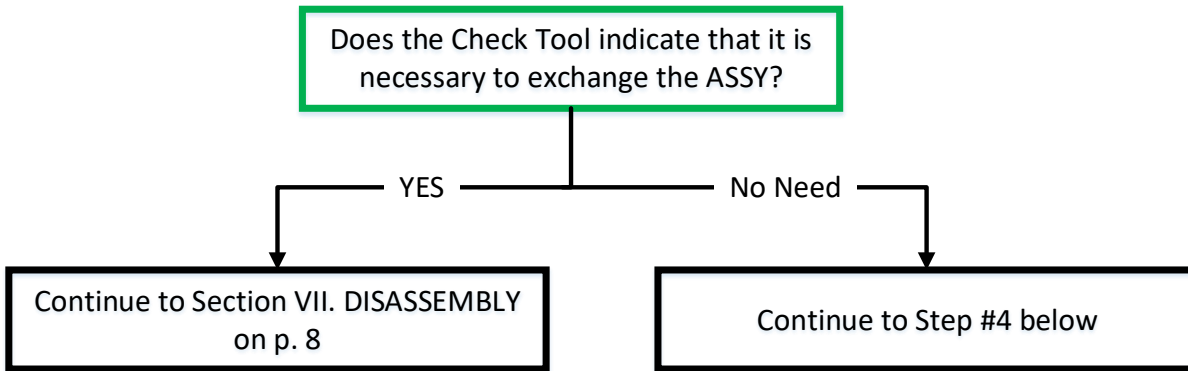 Does the Check Tool indicate that it is
necessary to exchange the ASSY?
YES
No Need
Continue to Section VII. DISASSEMBLY
on p. 8
Continue to Step #4 below